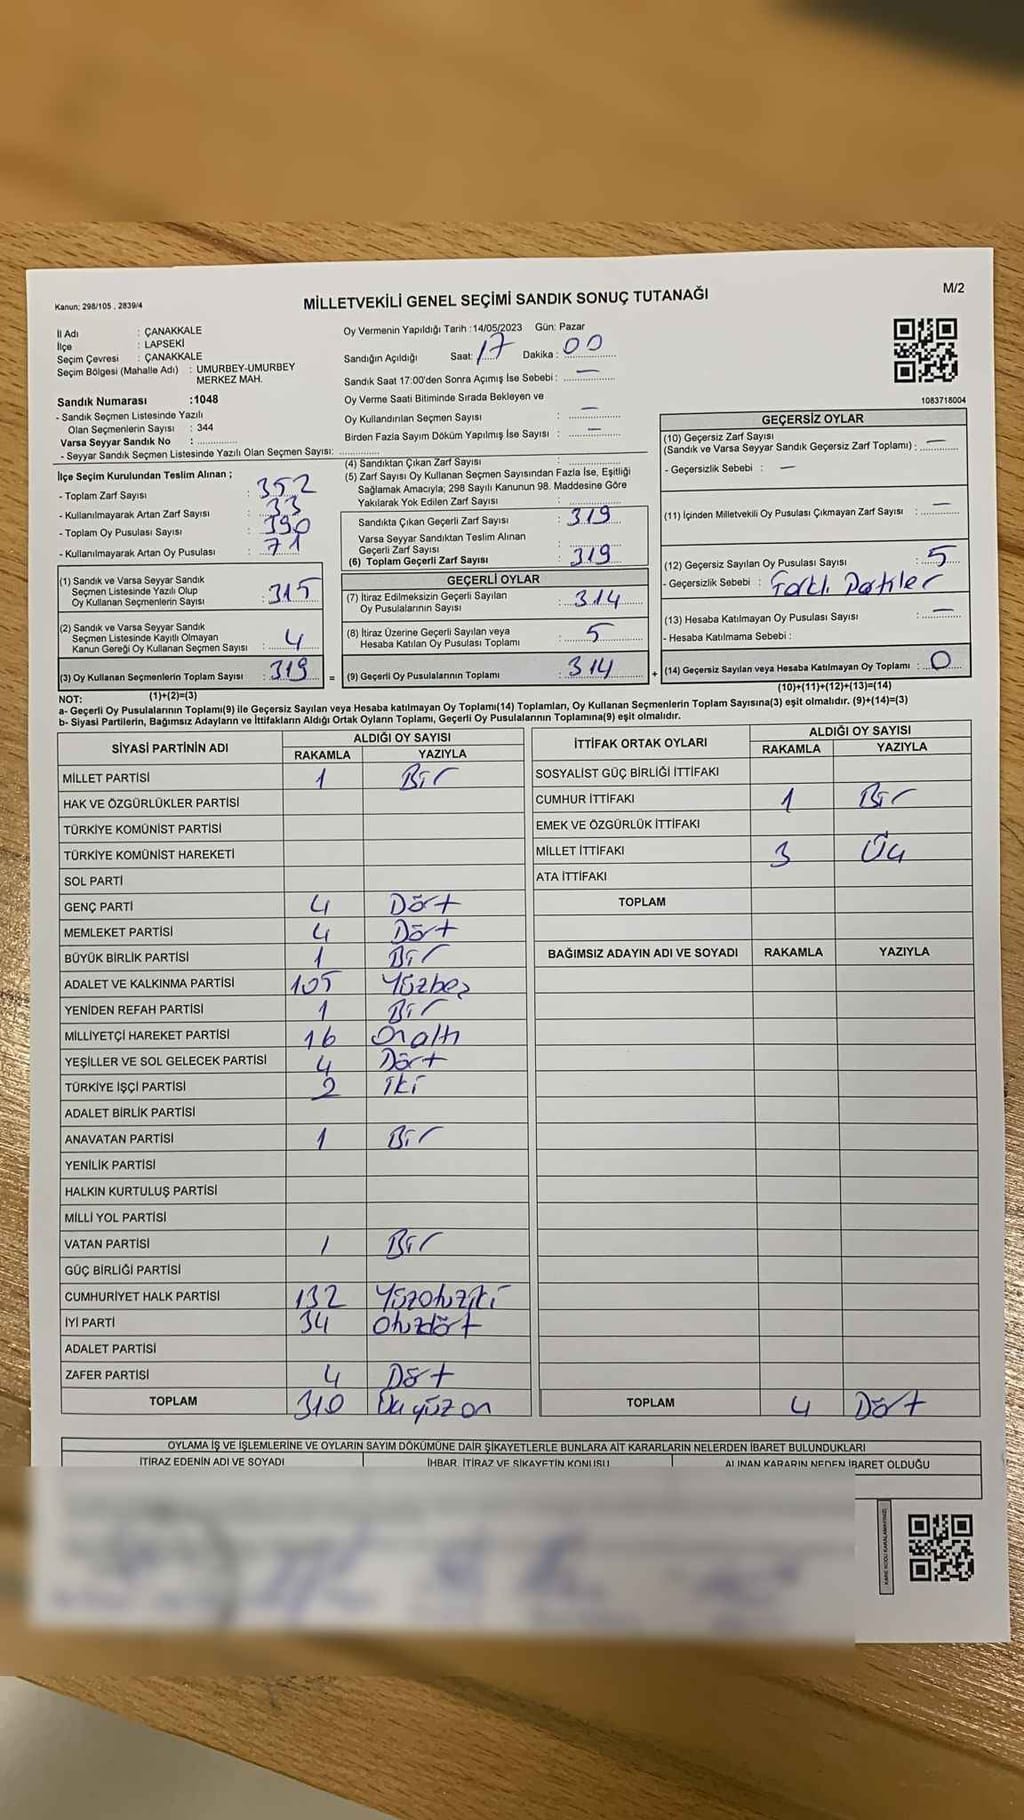 Kanun: 298/105 , 2839/4
MİLLETVEKİLİ GENEL SEÇİMİ SANDIK SONUÇ TUTANAĞI
M/2
İl Adı : ÇANAKKALE
İlçe : LAPSEKİ
Seçim Çevresi : ÇANAKKALE
Seçim Bölgesi (Mahalle Adı) : UMURBEY-UMURBEY
MERKEZ MAH.
Sandık Numarası :1048
- Sandık Seçmen Listesinde Yazılı
Olan Seçmenlerin Sayısı : 344
Varsa Seyyar Sandık No :
- Seyyar Sandık Seçmen Listesinde Yazılı Olan Seçmen Sayısı:
İlçe Seçim Kurulundan Teslim Alınan ;
- Toplam Zarf Sayısı : 352
- Kullanılmayarak Artan Zarf Sayısı : 33
- Toplam Oy Pusulası Sayısı : 390
- Kullanılmayarak Artan Oy Pusulası : 71
(1) Sandık ve Varsa Seyyar Sandık
Seçmen Listesinde Yazılı Olup
Oy Kullanan Seçmenlerin Sayısı : 315
(2) Sandık ve Varsa Seyyar Sandık
Seçmen Listesinde Kayıtlı Olmayan
Kanun Gereği Oy Kullanan Seçmen Sayısı : 4
(3) Oy Kullanan Seçmenlerin Toplam Sayısı : 319 =
Oy Vermenin Yapıldığı Tarih :14/05/2023 Gün: Pazar
Sandığın Açıldığı Saat: 17 Dakika : 00
Sandık Saat 17:00'den Sonra Açımış İse Sebebi : —
Oy Verme Saati Bitiminde Sırada Bekleyen ve
Oy Kullandırılan Seçmen Sayısı : —
Birden Fazla Sayım Döküm Yapılmış İse Sayısı : —
(4) Sandıktan Çıkan Zarf Sayısı :
(5) Zarf Sayısı Oy Kullanan Seçmen Sayısından Fazla İse, Eşitliği
Sağlamak Amacıyla; 298 Sayılı Kanunun 98. Maddesine Göre
Yakılarak Yok Edilen Zarf Sayısı :
Sandıkta Çıkan Geçerli Zarf Sayısı : 319
Varsa Seyyar Sandıktan Teslim Alınan
Geçerli Zarf Sayısı :
(6) Toplam Geçerli Zarf Sayısı : 319
GEÇERLİ OYLAR
(7) İtiraz Edilmeksizin Geçerli Sayılan
Oy Pusulalarının Sayısı : 314
(8) İtiraz Üzerine Geçerli Sayılan veya
Hesaba Katılan Oy Pusulası Toplamı : 5
(9) Geçerli Oy Pusulalarının Toplamı : 314 +
1083718004
GEÇERSİZ OYLAR
(10) Geçersiz Zarf Sayısı
(Sandık ve Varsa Seyyar Sandık Geçersiz Zarf Toplamı) : —
- Geçersizlik Sebebi : —
(11) İçinden Milletvekili Oy Pusulası Çıkmayan Zarf Sayısı : —
(12) Geçersiz Sayılan Oy Pusulası Sayısı : 5
- Geçersizlik Sebebi : Farklı Partiler
(13) Hesaba Katılmayan Oy Pusulası Sayısı : —
- Hesaba Katılmama Sebebi :
(14) Geçersiz Sayılan veya Hesaba Katılmayan Oy Toplamı : 0
(1)+(2)=(3)
(10)+(11)+(12)+(13)=(14)
NOT:
a- Geçerli Oy Pusulalarının Toplamı(9) ile Geçersiz Sayılan veya Hesaba katılmayan Oy Toplamı(14) Toplamları, Oy Kullanan Seçmenlerin Toplam Sayısına(3) eşit olmalıdır. (9)+(14)=(3)
b- Siyasi Partilerin, Bağımsız Adayların ve İttifakların Aldığı Ortak Oyların Toplamı, Geçerli Oy Pusulalarının Toplamına(9) eşit olmalıdır.
SİYASİ PARTİNİN ADI ALDIĞI OY SAYISI
RAKAMLA YAZIYLA
MİLLET PARTİSİ 1 Bir
HAK VE ÖZGÜRLÜKLER PARTİSİ
TÜRKİYE KOMÜNİST PARTİSİ
TÜRKİYE KOMÜNİST HAREKETİ
SOL PARTİ
GENÇ PARTİ 4 Dört
MEMLEKET PARTİSİ 4 Dört
BÜYÜK BİRLİK PARTİSİ 1 Bir
ADALET VE KALKINMA PARTİSİ 105 Yüzbeş
YENİDEN REFAH PARTİSİ 1 Bir
MİLLİYETÇİ HAREKET PARTİSİ 16 Onaltı
YEŞİLLER VE SOL GELECEK PARTİSİ 4 Dört
TÜRKİYE İŞÇİ PARTİSİ 2 iki
ADALET BİRLİK PARTİSİ
ANAVATAN PARTİSİ 1 Bir
YENİLİK PARTİSİ
HALKIN KURTULUŞ PARTİSİ
MİLLİ YOL PARTİSİ
VATAN PARTİSİ 1 Bir
GÜÇ BİRLİĞİ PARTİSİ
CUMHURİYET HALK PARTİSİ 132 Yüzotuziki
İYİ PARTİ 34 Otuzdört
ADALET PARTİSİ
ZAFER PARTİSİ 4 Dört
TOPLAM 310 Üçyüzon
İTTİFAK ORTAK OYLARI ALDIĞI OY SAYISI
RAKAMLA YAZIYLA
SOSYALİST GÜÇ BİRLİĞİ İTTİFAKI
CUMHUR İTTİFAKI 1 Bir
EMEK VE ÖZGÜRLÜK İTTİFAKI
MİLLET İTTİFAKI 3 Üç
ATA İTTİFAKI
TOPLAM
BAĞIMSIZ ADAYIN ADI VE SOYADI RAKAMLA YAZIYLA
TOPLAM 4 Dört
OYLAMA İŞ VE İŞLEMLERİNE VE OYLARIN SAYIM DÖKÜMÜNE DAİR ŞİKAYETLERLE BUNLARA AİT KARARLARIN NELERDEN İBARET BULUNDUKLARI
İTİRAZ EDENİN ADI VE SOYADI İHBAR, İTİRAZ VE ŞİKAYETİN KONUSU ALINAN KARARIN NEDEN İBARET OLDUĞU